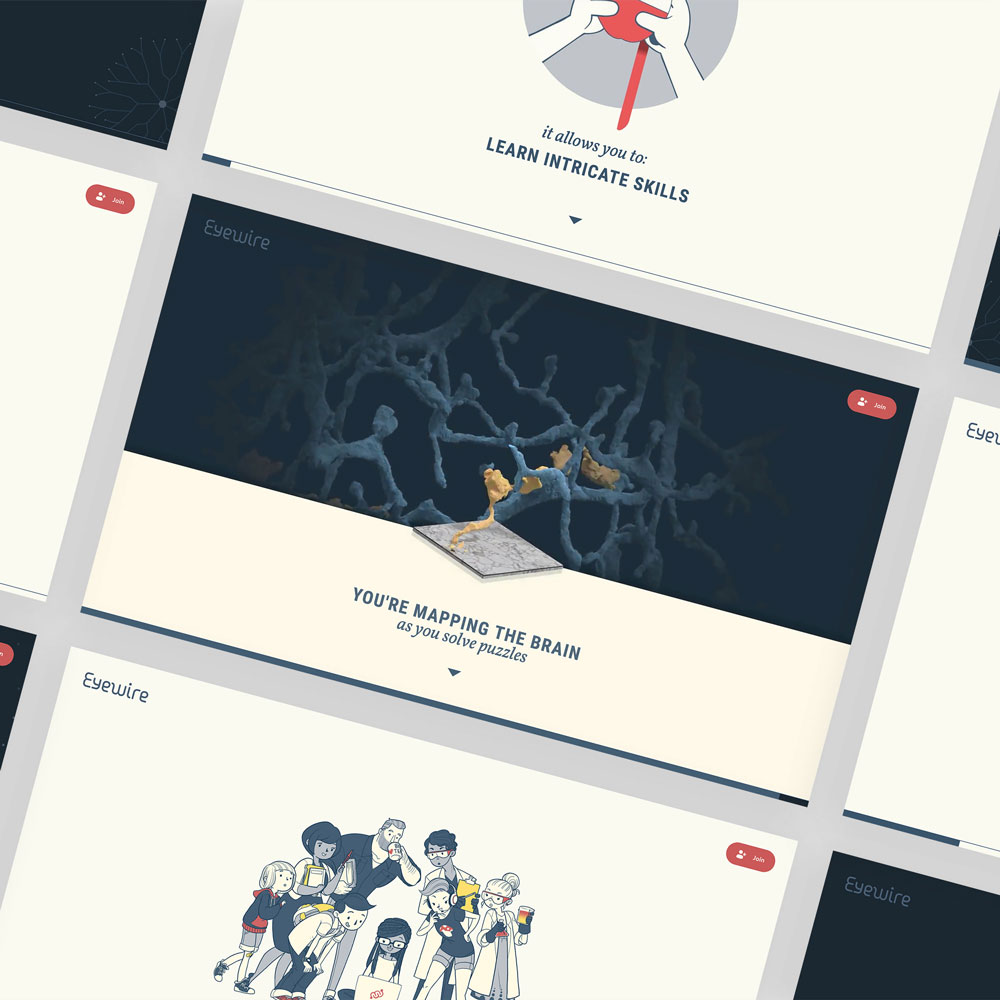 it allows you to:
LEARN INTRICATE SKILLS
Join
Eyewire
Join
YOU'RE MAPPING THE BRAIN
as you solve puzzles
Eyewire
Join
Eyewire